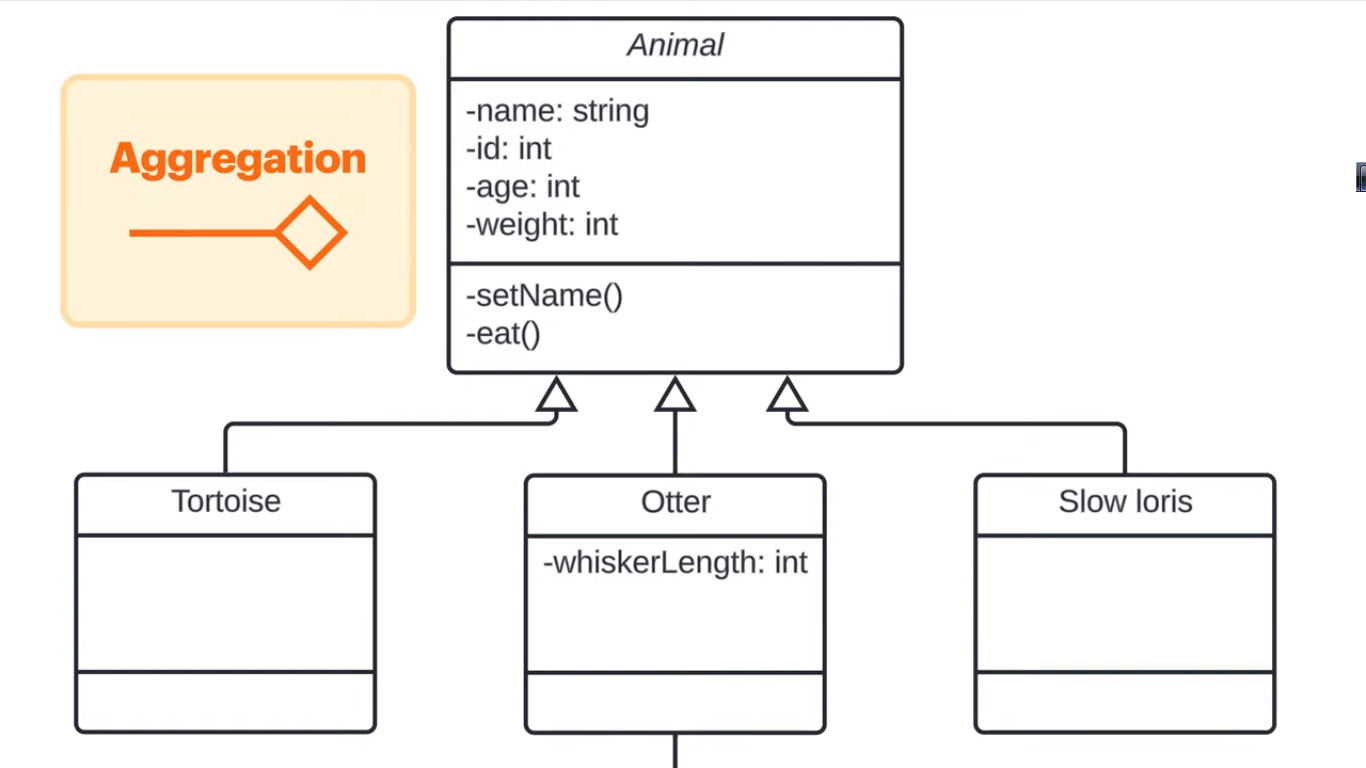 Aggregation
Animal
-name: string
-id: int
-age: int
-weight: int
-setName()
-eat()
Tortoise
Otter
-whiskerLength: int
Slow loris